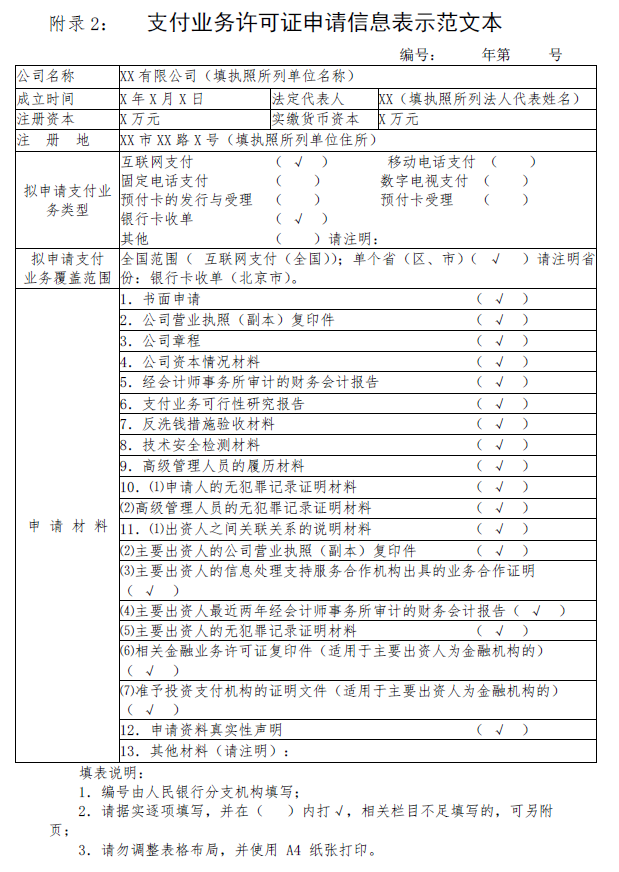 附录2： 支付业务许可证申请信息表示范文本
编号： 年第 号
公司名称 XX有限公司（填执照所列单位名称）
成立时间 X年X月X日 法定代表人 XX（填执照所列法人代表姓名）
注册资本 X万元 实缴货币资本 X万元
注 册 地 XX市XX路X号（填执照所列单位住所）
拟申请支付业务类型
互联网支付 （ √ ） 移动电话支付 （ ）
固定电话支付 （ ） 数字电视支付 （ ）
预付卡的发行与受理 （ ） 预付卡受理 （ ）
银行卡收单 （ √ ）
其他 （ ）请注明：
拟申请支付业务覆盖范围
全国范围（ 互联网支付（全国））；单个省（区、市）（ √ ）请注明省
份：银行卡收单（北京市）。
申 请 材 料
1．书面申请 （ √ ）
2．公司营业执照（副本）复印件 （ √ ）
3．公司章程 （ √ ）
4．公司资本情况材料 （ √ ）
5．经会计师事务所审计的财务会计报告 （ √ ）
6．支付业务可行性研究报告 （ √ ）
7．反洗钱措施验收材料 （ √ ）
8．技术安全检测材料 （ √ ）
9．高级管理人员的履历材料 （ √ ）
10．⑴申请人的无犯罪记录证明材料 （ √ ）
⑵高级管理人员的无犯罪记录证明材料 （ √ ）
11．⑴出资人之间关联关系的说明材料 （ √ ）
⑵主要出资人的公司营业执照（副本）复印件 （ √ ）
⑶主要出资人的信息处理支持服务合作机构出具的业务合作证明
（ √ ）
⑷主要出资人最近两年经会计师事务所审计的财务会计报告（ √ ）
⑸主要出资人的无犯罪记录证明材料 （ √ ）
⑹相关金融业务许可证复印件（适用于主要出资人为金融机构的）
（ √ ）
⑺准予投资支付机构的证明文件（适用于主要出资人为金融机构的）
（ √ ）
12．申请资料真实性声明 （ √ ）
13．其他材料（请注明）：
填表说明：
1．编号由人民银行分支机构填写；
2．请据实逐项填写，并在（ ）内打√，相关栏目不足填写的，可另附
页；
3．请勿调整表格布局，并使用 A4 纸张打印。